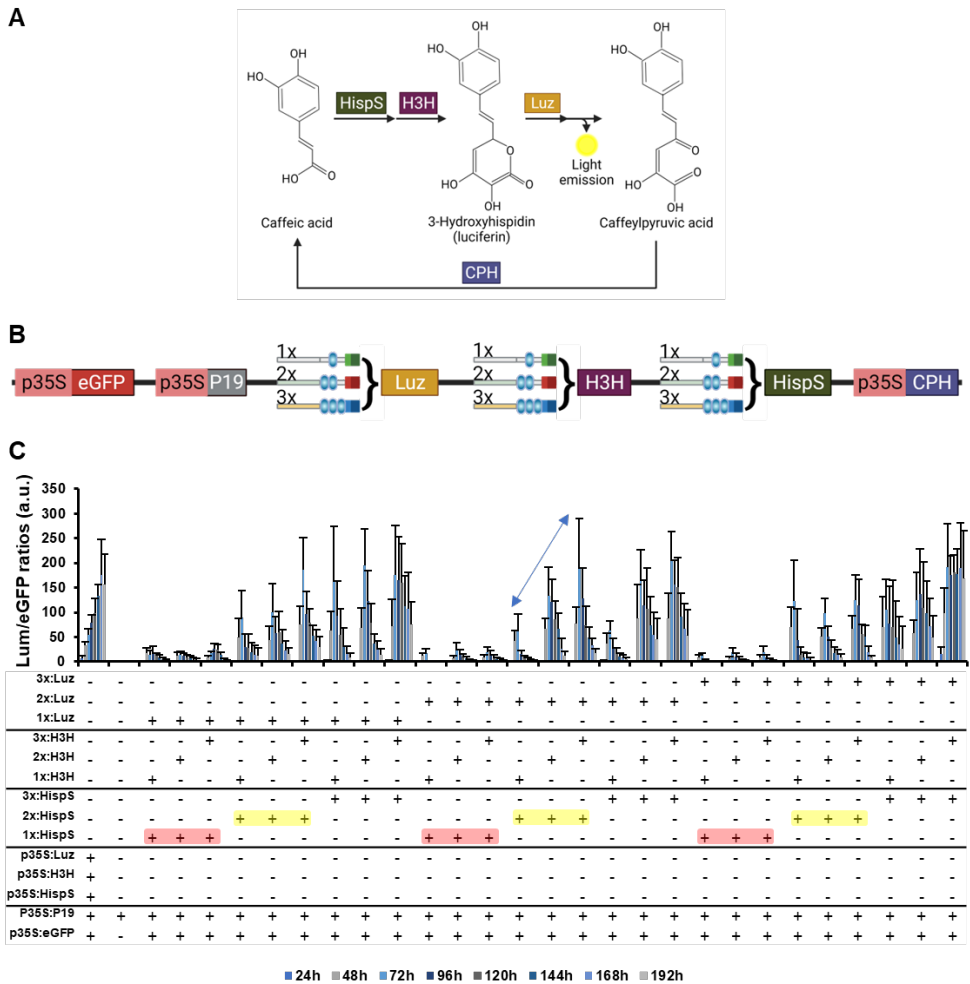 A
OH
HO
HO
O
Caffeic acid
HispS
H3H
OH
HO
O
HO
O
OH
3-Hydroxyhispidin
(luciferin)
Luz
Light
emission
OH
HO
O
O
HO
OH
Caffeylpyruvic acid
CPH
B
1x
2x
3x
1x
2x
3x
1x
2x
3x
p35S eGFP p35S P19 Luz H3H HispS p35S CPH
C
Lum/eGFP ratios (a.u.)
350
300
250
200
150
100
50
0
3x:Luz - - - - - - - - - - - - - - - - - - - - + + + + + + + + +
2x:Luz - - - - - - - - - - - + + + + + + + + + - - - - - - - - -
1x:Luz - - + + + + + + + + + - - - - - - - - - - - - - - - - - -
3x:H3H - - - - + - - + - - + - - + - - + - - + - - + - - + - - +
2x:H3H - - - + - - + - - + - - + - - + - - + - - + - - + - - + -
1x:H3H - - + - - + - - + - - + - - + - - + - - + - - + - - + - -
3x:HispS - - - - - - - - + + + - - - - - - + + + - - - - - - + + +
2x:HispS - - - - - + + + - - - - - - + + + - - - - - - + + + - - -
1x:HispS - - + + + - - - - - - + + + - - - - - - + + + - - - - - -
p35S:Luz + - - - - - - - - - - - - - - - - - - - - - - - - - - - -
p35S:H3H + - - - - - - - - - - - - - - - - - - - - - - - - - - - -
p35S:HispS + - - - - - - - - - - - - - - - - - - - - - - - - - - - -
P35S:P19 + + + + + + + + + + + + + + + + + + + + + + + + + + + + +
p35S:eGFP + - + + + + + + + + + + + + + + + + + + + + + + + + + + +
24h 48h 72h 96h 120h 144h 168h 192h